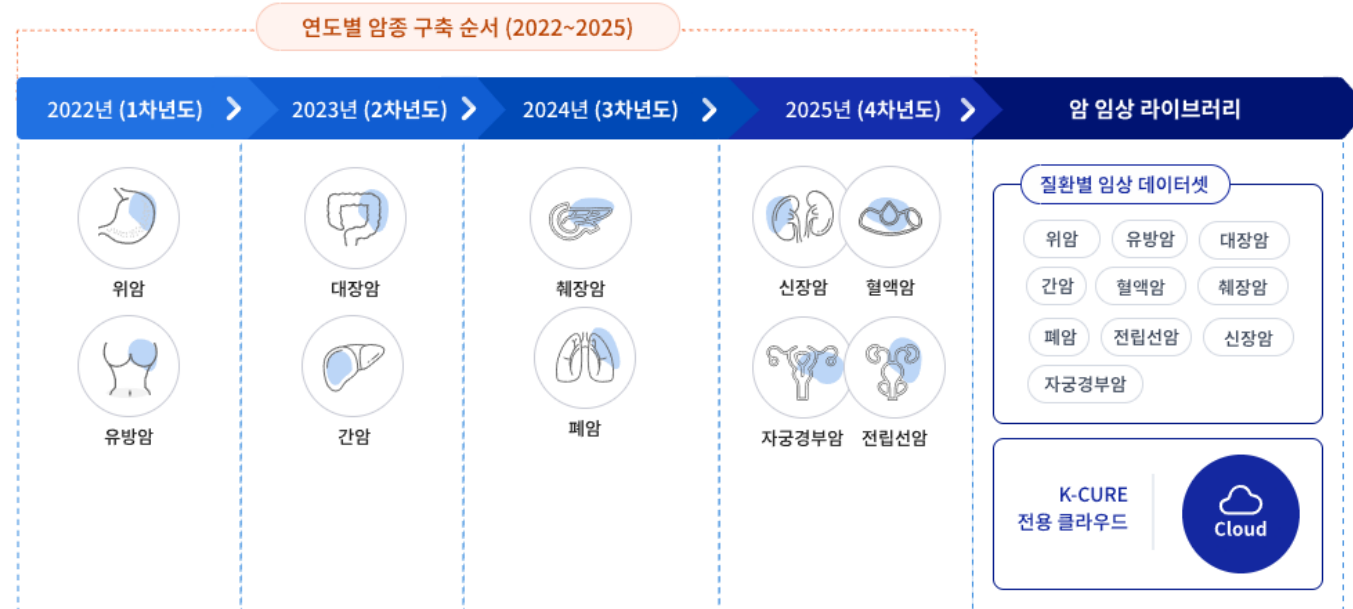 연도별 암종 구축 순서 (2022~2025)
2022년 (1차년도)
2023년 (2차년도)
2024년 (3차년도)
2025년 (4차년도)
암 임상 라이브러리
위암
유방암
대장암
간암
췌장암
폐암
신장암
혈액암
자궁경부암
전립선암
질환별 임상 데이터셋
위암
유방암
대장암
간암
혈액암
췌장암
폐암
전립선암
신장암
자궁경부암
K-CURE
전용 클라우드
Cloud